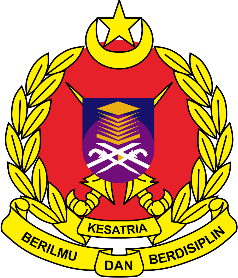 KESATRIA
BERILMU DAN BERDISIPLIN